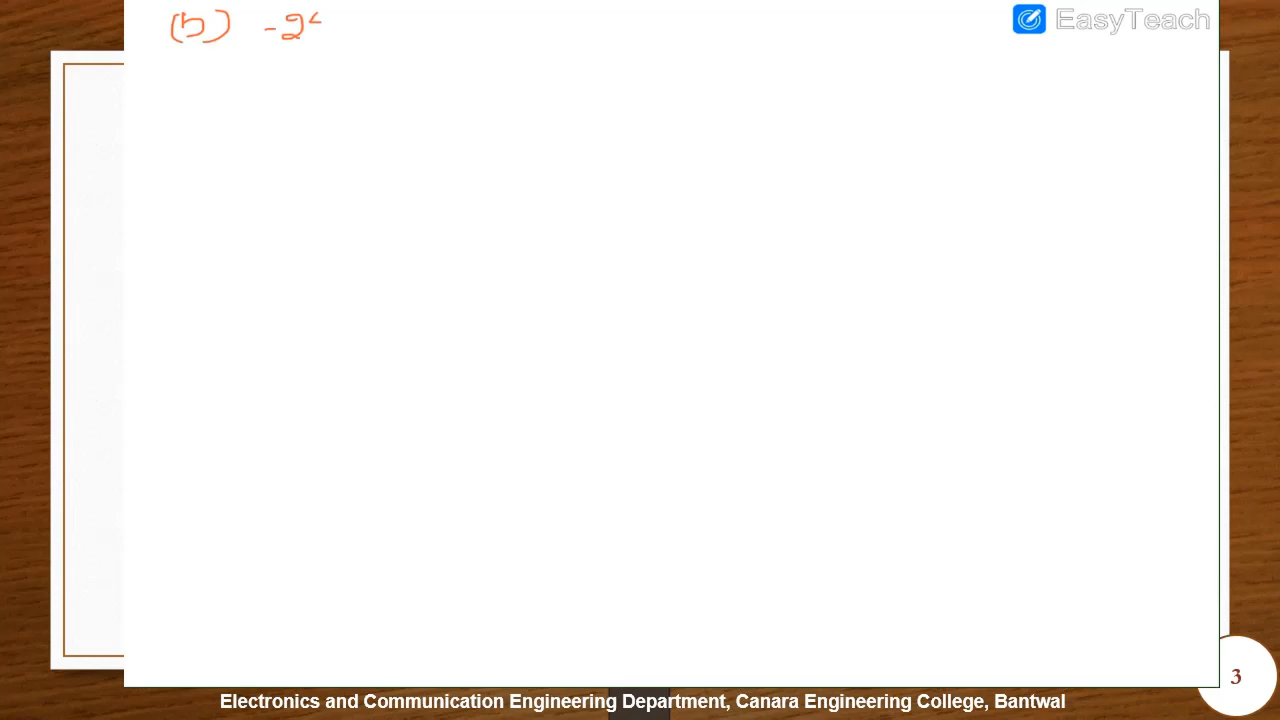 (b) -2
EasyTeach
3
Electronics and Communication Engineering Department, Canara Engineering College, Bantwal